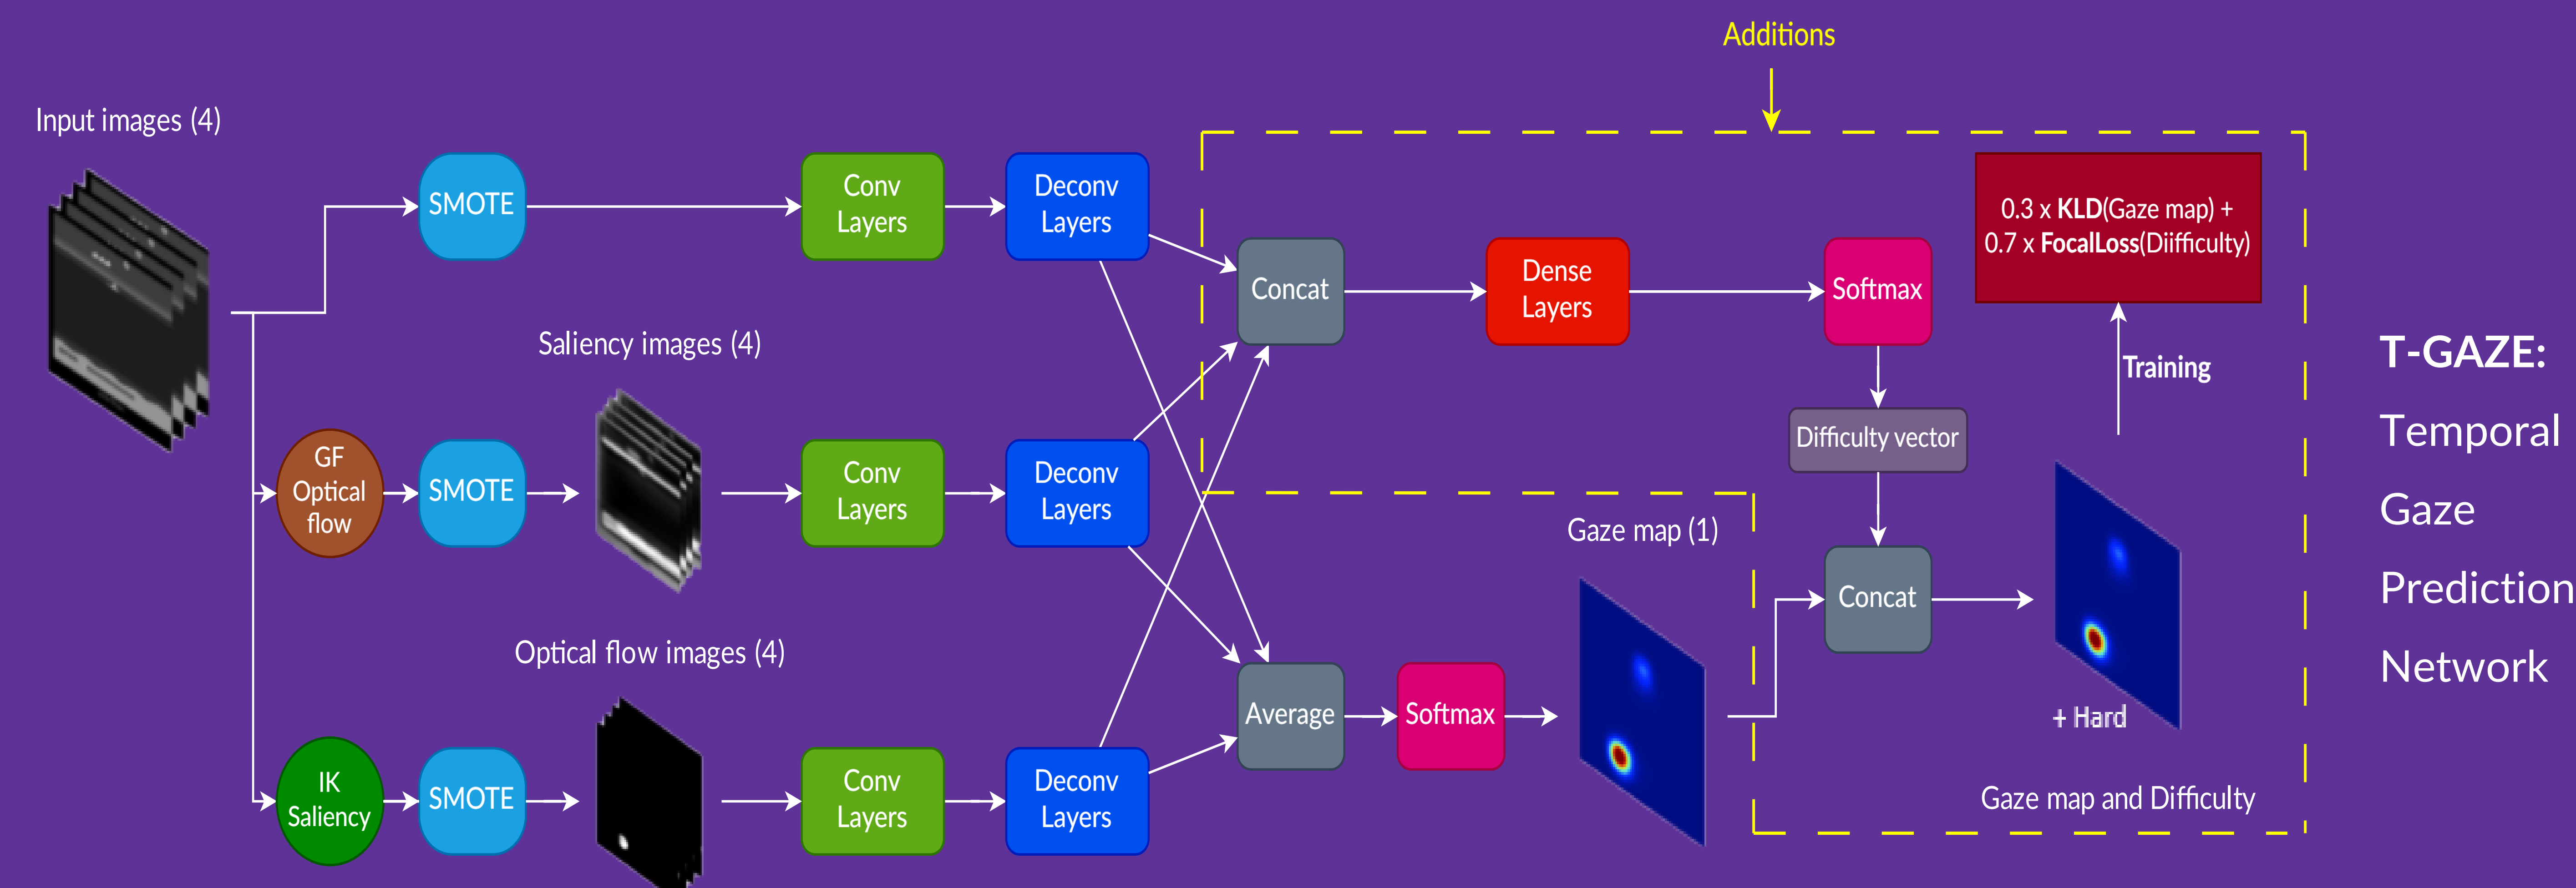 Additions
Input images (4)
SMOTE
Conv
Layers
Deconv
Layers
0.3 x KLD(Gaze map) +
0.7 x FocalLoss(Diifficulty)
Concat
Dense
Layers
Softmax
Saliency images (4)
Training
T-GAZE:
Temporal
Gaze
Prediction
Network
GF
Optical
flow
SMOTE
Conv
Layers
Deconv
Layers
Difficulty vector
Gaze map (1)
Concat
Optical flow images (4)
Average
Softmax
+ Hard
IK
Saliency
SMOTE
Conv
Layers
Deconv
Layers
Gaze map and Difficulty